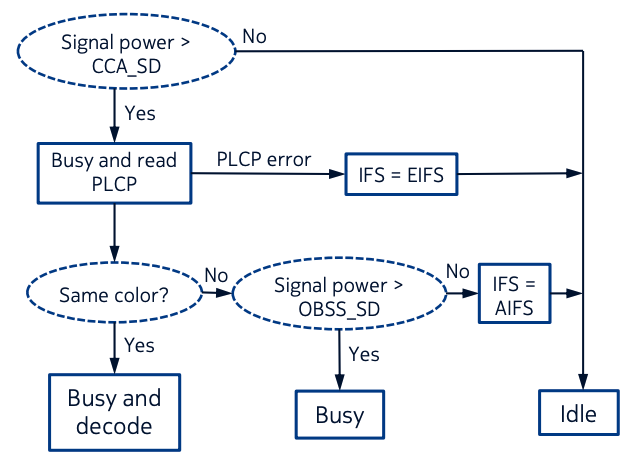 Signal power >
CCA_SD
No
Yes
Busy and read
PLCP
PLCP error
IFS = EIFS
Same color?
No
Signal power >
OBSS_SD
No
IFS =
AIFS
Yes
Yes
Busy and
decode
Busy
Idle